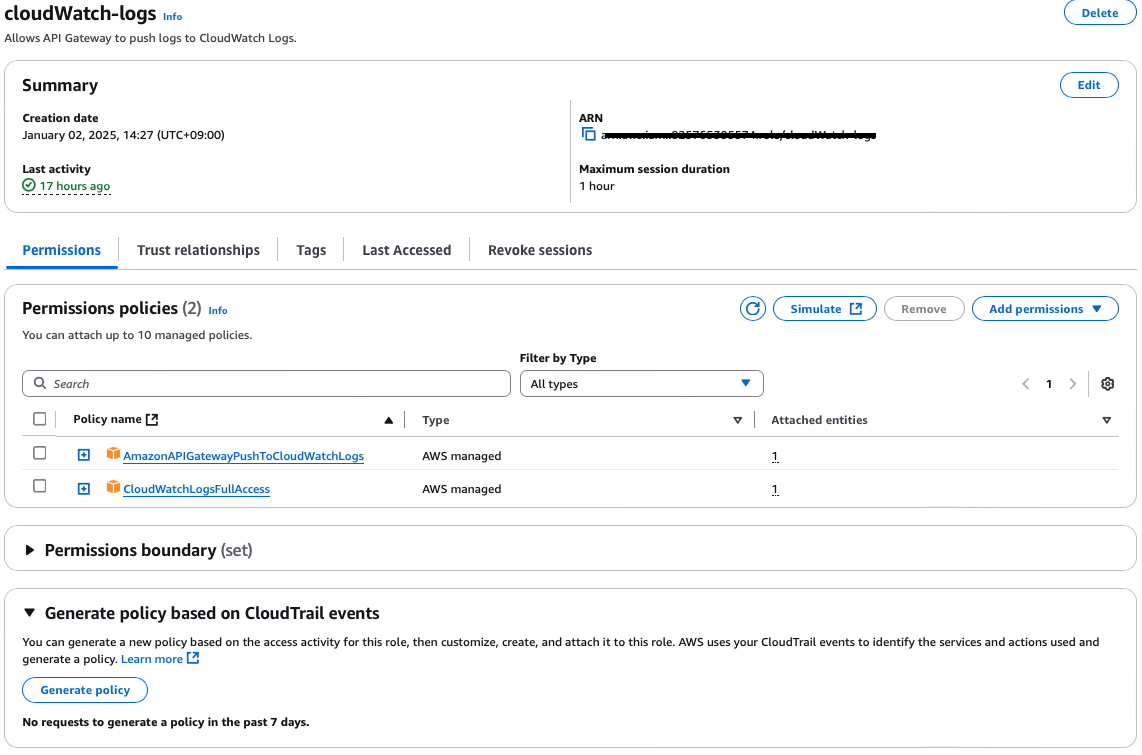 cloudWatch-logs Info
Delete
Allows API Gateway to push logs to CloudWatch Logs.
Summary
Edit
Creation date
January 02, 2025, 14:27 (UTC+09:00)
ARN
Last activity
17 hours ago
Maximum session duration
1 hour
Permissions
Trust relationships
Tags
Last Accessed
Revoke sessions
Permissions policies (2) Info
Simulate
Remove
Add permissions
You can attach up to 10 managed policies.
Filter by Type
Search
All types
1
Policy name
Type
Attached entities
AmazonAPIGatewayPushToCloudWatchLogs
AWS managed
1
CloudWatchLogsFullAccess
AWS managed
1
Permissions boundary (set)
Generate policy based on CloudTrail events
You can generate a new policy based on the access activity for this role, then customize, create, and attach it to this role. AWS uses your CloudTrail events to identify the services and actions used and
generate a policy. Learn more
Generate policy
No requests to generate a policy in the past 7 days.